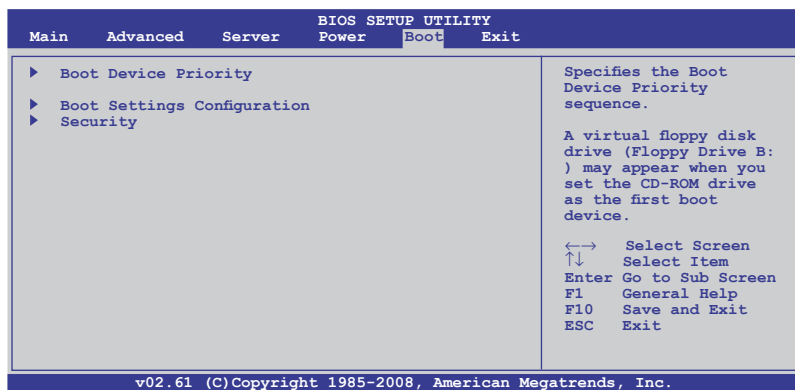 BIOS SETUP UTILITY
Main Advanced Server Power Boot Exit
Boot Device Priority
Boot Settings Configuration
Security
Specifies the Boot
Device Priority
sequence.
A virtual floppy disk
drive (Floppy Drive B:
) may appear when you
set the CD-ROM drive
as the first boot
device.
←→ Select Screen
↑↓ Select Item
Enter Go to Sub Screen
F1 General Help
F10 Save and Exit
ESC Exit
v02.61 (C)Copyright 1985-2008, American Megatrends, Inc.